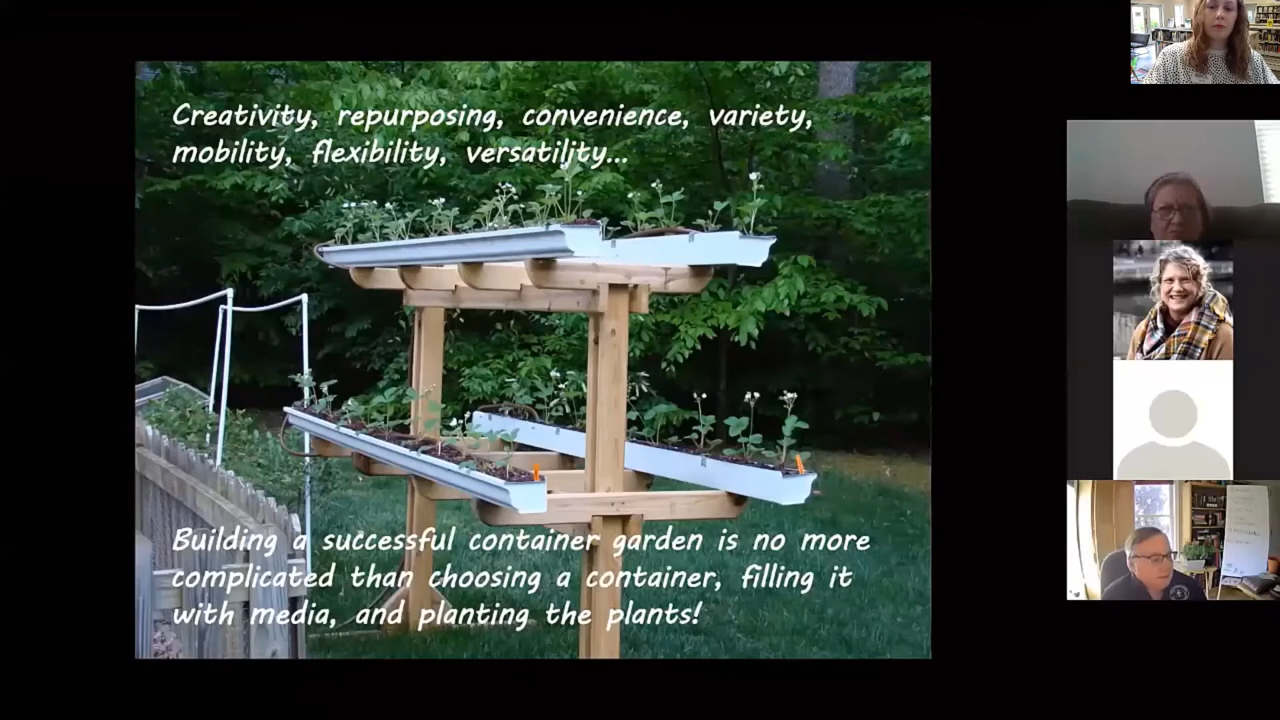 Creativity, repurposing, convenience, variety,
mobility, flexibility, versatility...
Building a successful container garden is no more
complicated than choosing a container, filling it
with media, and planting the plants!